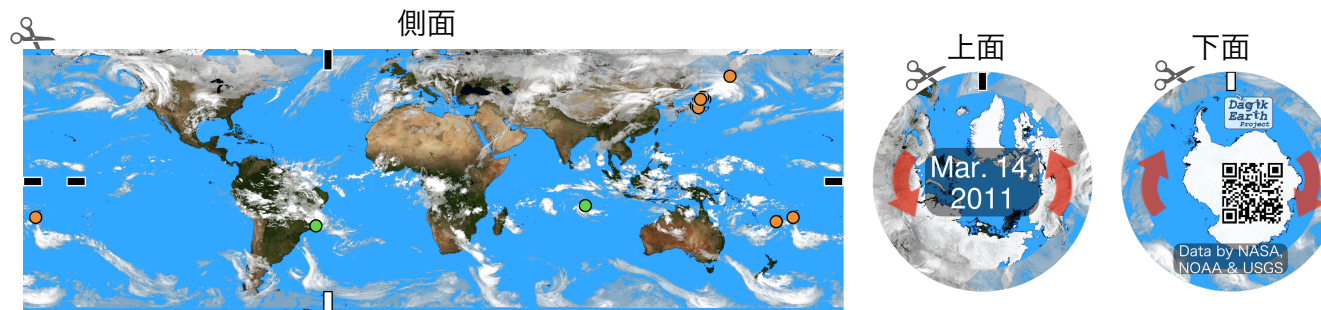 側面
上面
下面
Mar. 14,
2011
Dagik
Earth
Project
Data by NASA,
NOAA & USGS